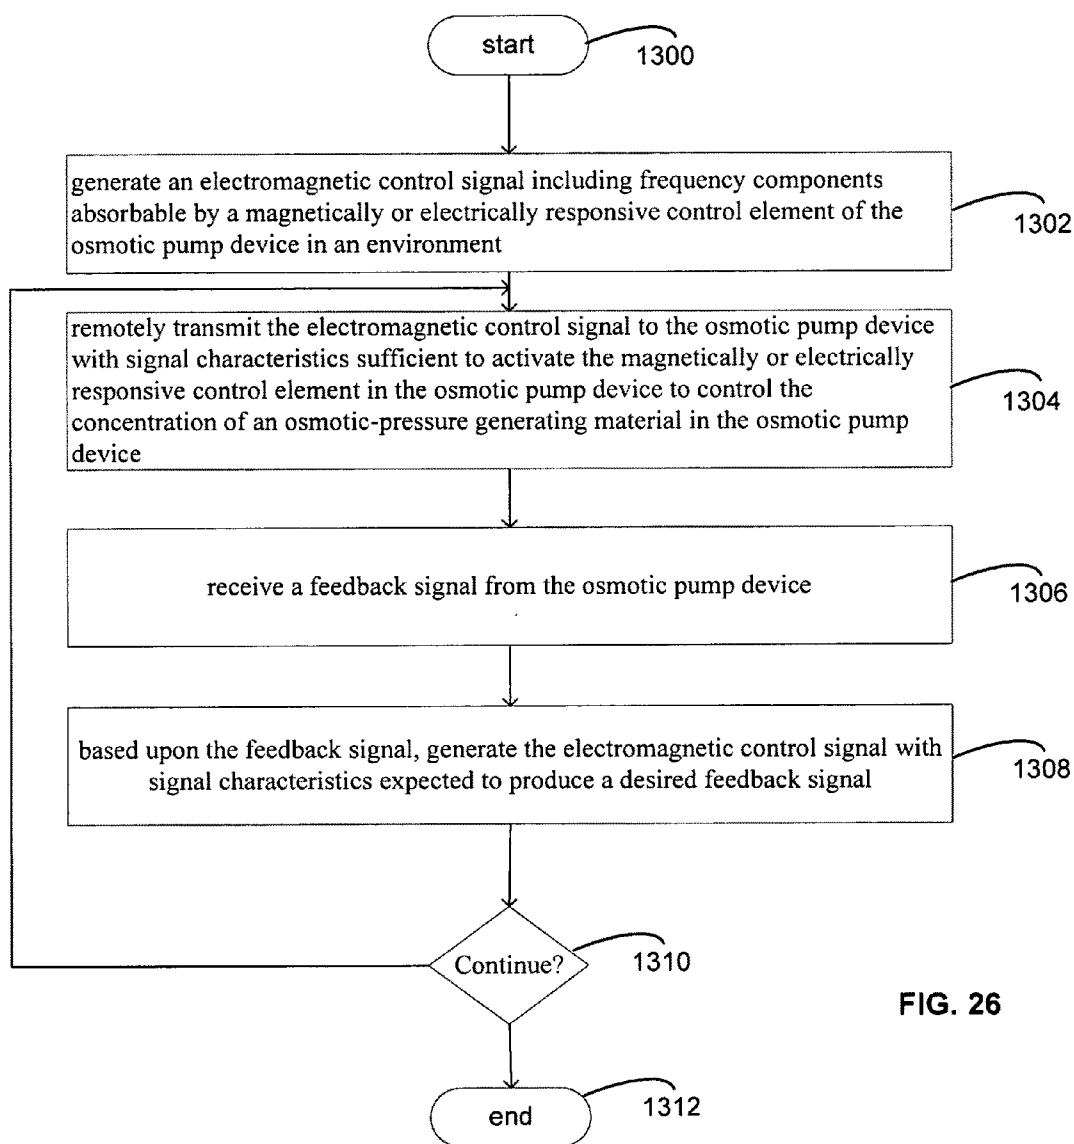 start
1300
generate an electromagnetic control signal including frequency components
absorbable by a magnetically or electrically responsive control element of the
osmotic pump device in an environment
1302
remotely transmit the electromagnetic control signal to the osmotic pump device
with signal characteristics sufficient to activate the magnetically or electrically
responsive control element in the osmotic pump device to control the
concentration of an osmotic-pressure generating material in the osmotic pump
device
1304
receive a feedback signal from the osmotic pump device
1306
based upon the feedback signal, generate the electromagnetic control signal with
signal characteristics expected to produce a desired feedback signal
1308
Continue?
1310
FIG. 26
end
1312